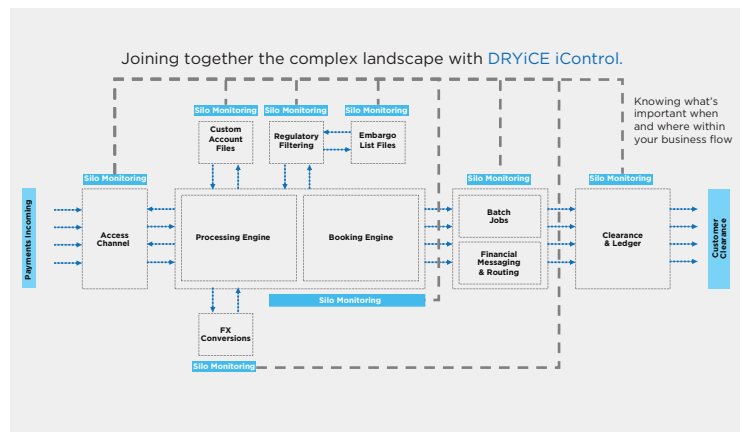 Joining together the complex landscape with DRYiCE iControl.
Knowing what's
important when
and where within
your business flow
Silo Monitoring
Silo Monitoring
Silo Monitoring
Custom
Account
Files
Regulatory
Filtering
Embargo
List Files
Silo Monitoring
Silo Monitoring
Silo Monitoring
Payments Incoming
Access
Channel
Processing Engine
Booking Engine
Batch
Jobs
Financial
Messaging
& Routing
Clearance
& Ledger
Customer
Clearance
Silo Monitoring
FX
Conversions
Silo Monitoring